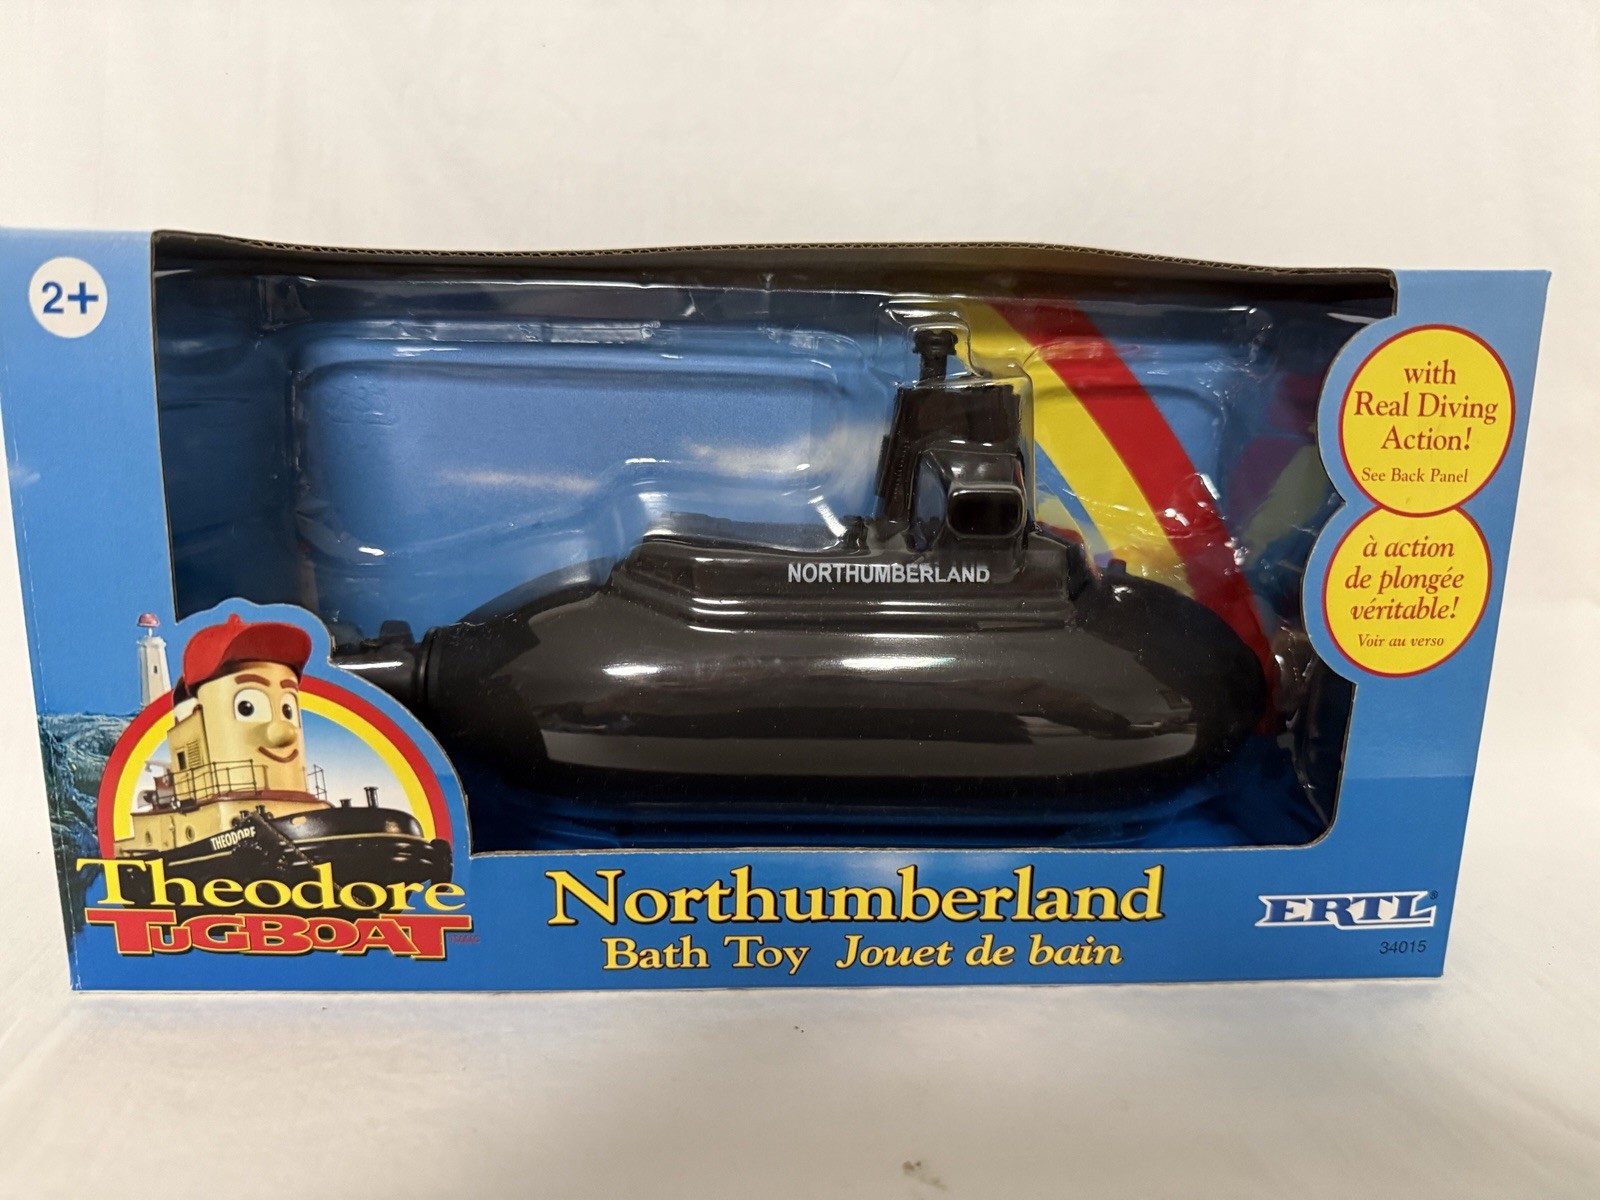 2+
with
Real Diving
Action!
See Back Panel
à action
de plongée
véritable!
Voir au verso
NORTHUMBERLAND
THEODORE
Theodore
TUGBOAT
Northumberland
Bath Toy Jouet de bain
ERTL®
34015